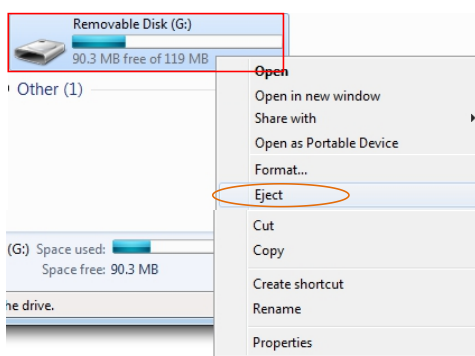 Removable Disk (G:)
90.3 MB free of 119 MB
Other (1)
Open
Open in new window
Share with
Open as Portable Device
Format...
Eject
Cut
Copy
Create shortcut
Rename
Properties
(G:) Space used:
Space free: 90.3 MB
he drive.